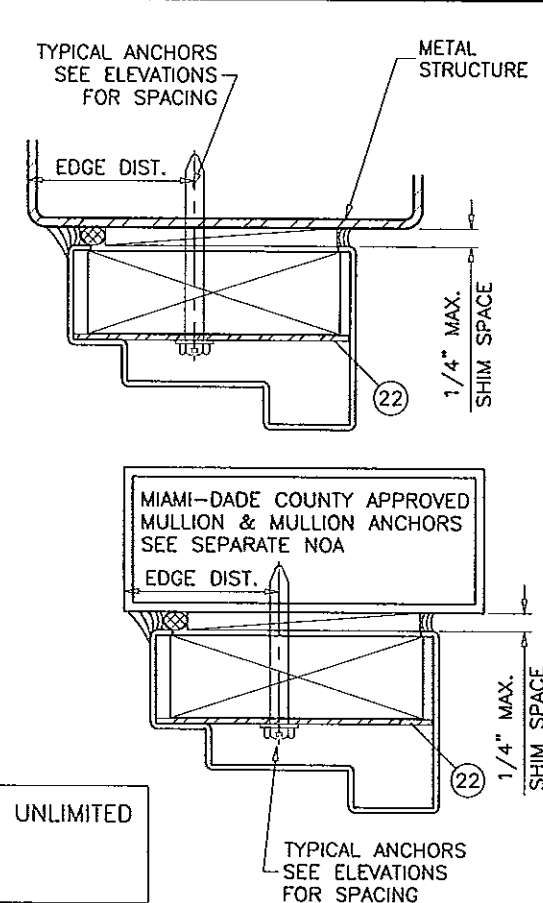 TYPICAL ANCHORS
SEE ELEVATIONS
FOR SPACING
METAL
STRUCTURE
EDGE DIST.
1/4" MAX.
SHIM SPACE
22
MIAMI-DADE COUNTY APPROVED
MULLION & MULLION ANCHORS
SEE SEPARATE NOA
EDGE DIST.
1/4" MAX.
SHIM SPACE
22
UNLIMITED
TYPICAL ANCHORS
SEE ELEVATIONS
FOR SPACING